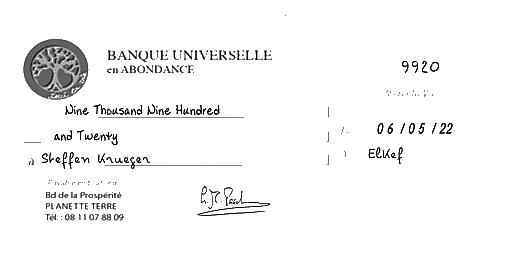 BANQUE UNIVERSELLE
en ABONDANCE
9920
Nine Thousand Nine Hundred
and Twenty
06/05/22
à Steffen Krueger
ElKef
Bd de la Prospérité
PLANETTE TERRE
Tél. : 08 11 07 88 09